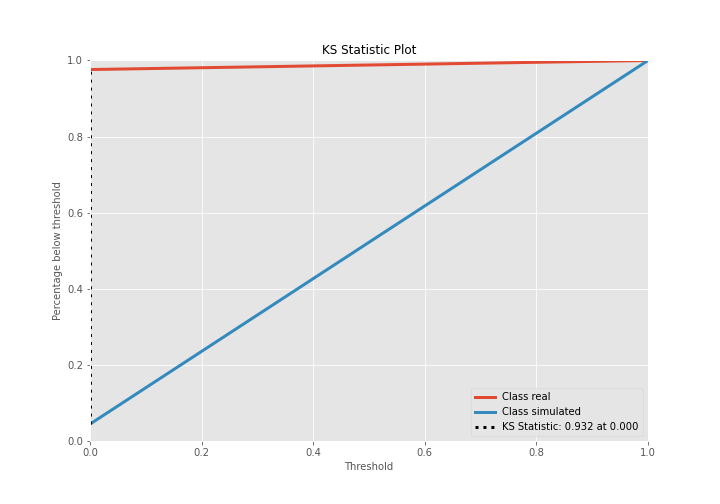 KS Statistic Plot
1.0
0.8
0.6
0.4
0.2
0.0
Percentage below threshold
0.0 0.2 0.4 0.6 0.8 1.0
Threshold
Class real
Class simulated
KS Statistic: 0.932 at 0.000